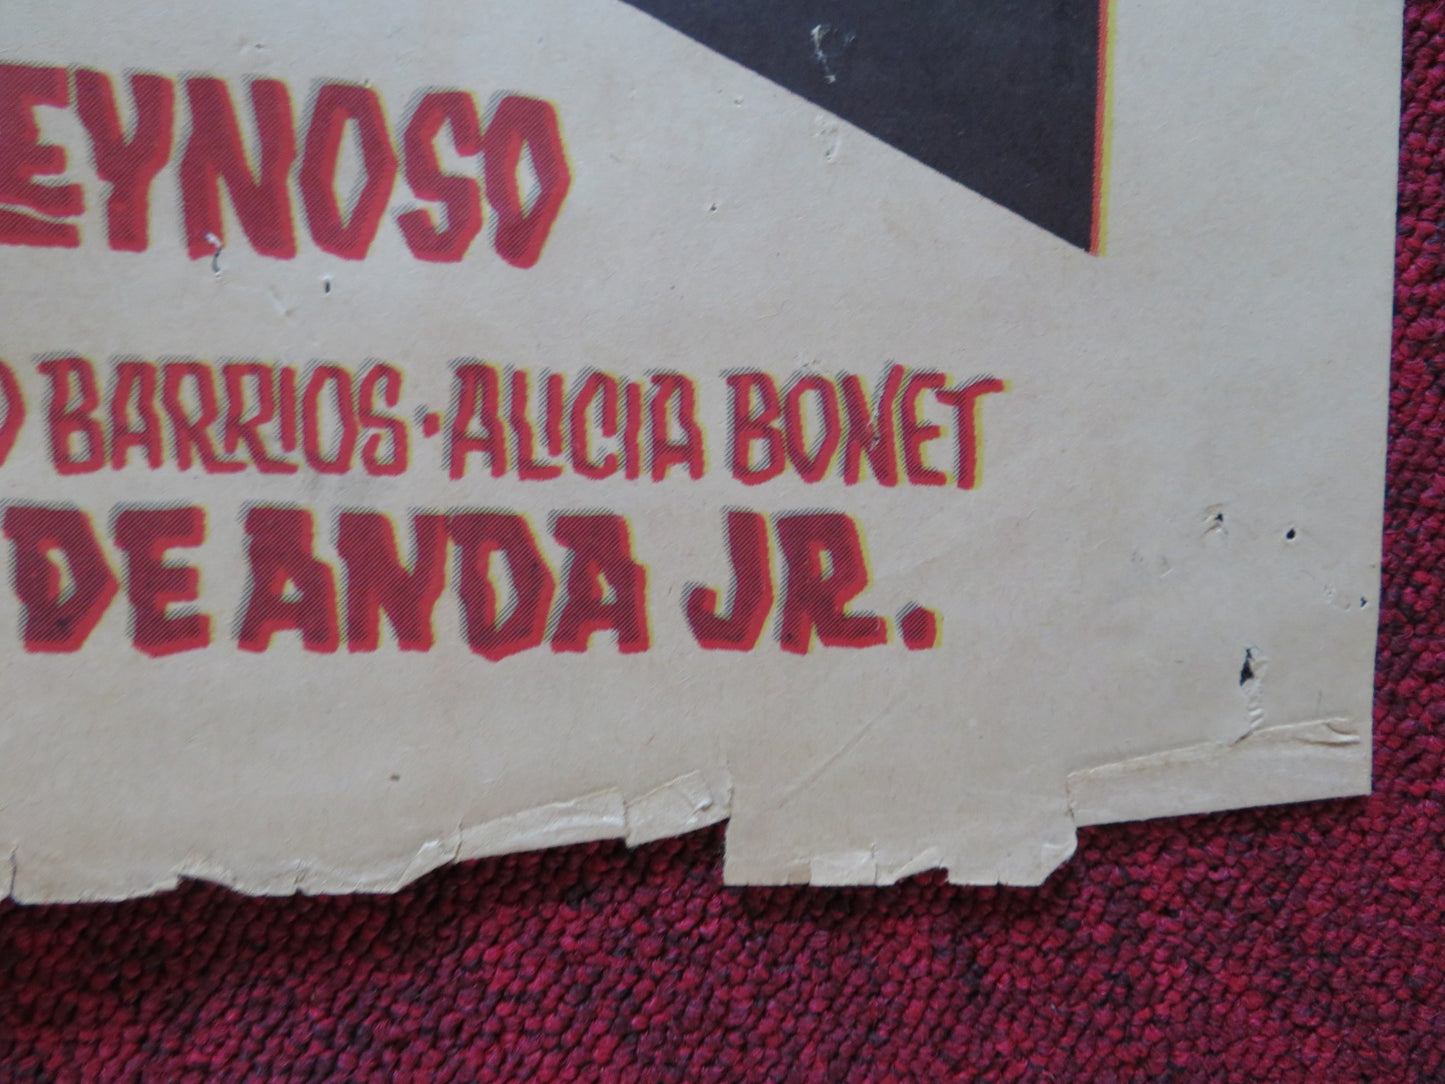 EYNOSO
O BARRIOS · ALICIA BONET
DE ANDA JR.